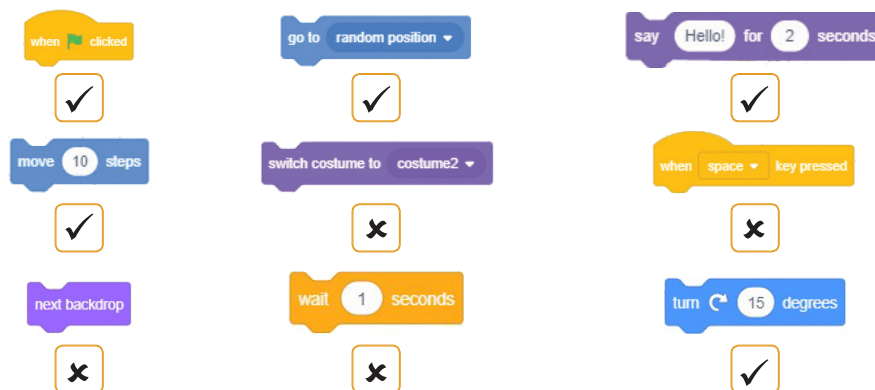 when clicked
go to random position
say Hello! for 2 seconds
move 10 steps
switch costume to costume2
when space key pressed
next backdrop
wait 1 seconds
turn 15 degrees